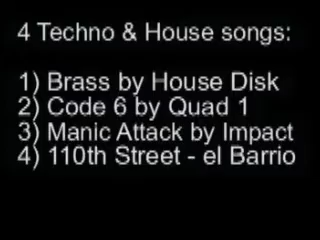 4 Techno & House songs:
1) Brass by House Disk
2) Code 6 by Quad 1
3) Manic Attack by Impact
4) 110th Street - el Barrio